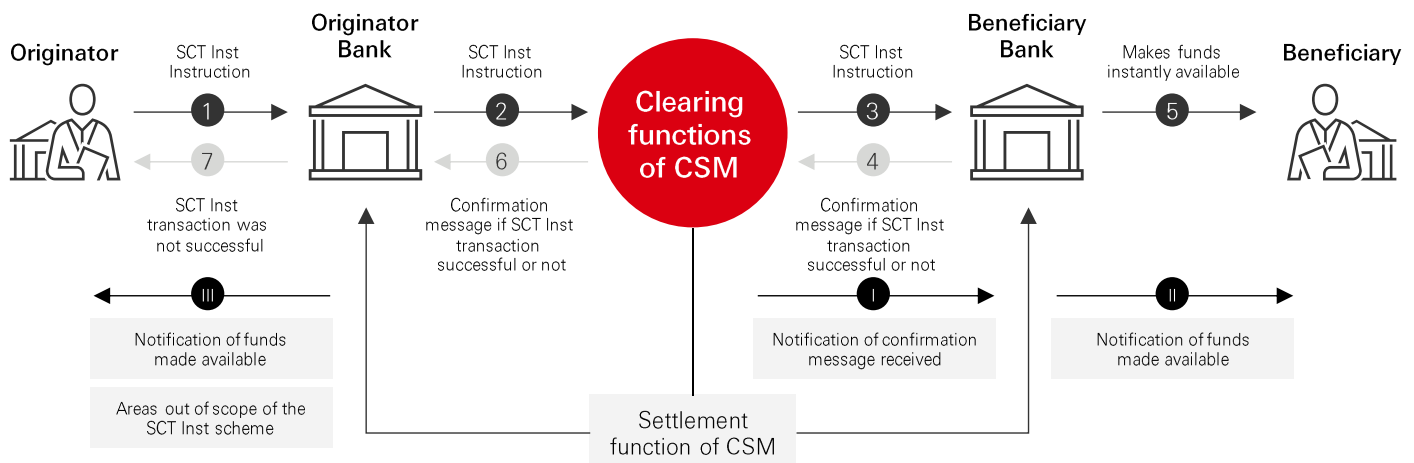 Originator
SCT Inst
Instruction
1
7
SCT Inst
transaction was
not successful
Originator
Bank
SCT Inst
Instruction
2
6
Confirmation
message if SCT Inst
transaction
successful or not
Clearing
functions
of CSM
SCT Inst
Instruction
3
4
Confirmation
message if SCT Inst
transaction
successful or not
Beneficiary
Bank
Makes funds
instantly available
5
Beneficiary
III
Notification of funds
made available
Areas out of scope of the
SCT Inst scheme
I
Notification of confirmation
message received
II
Notification of funds
made available
Settlement
function of CSM